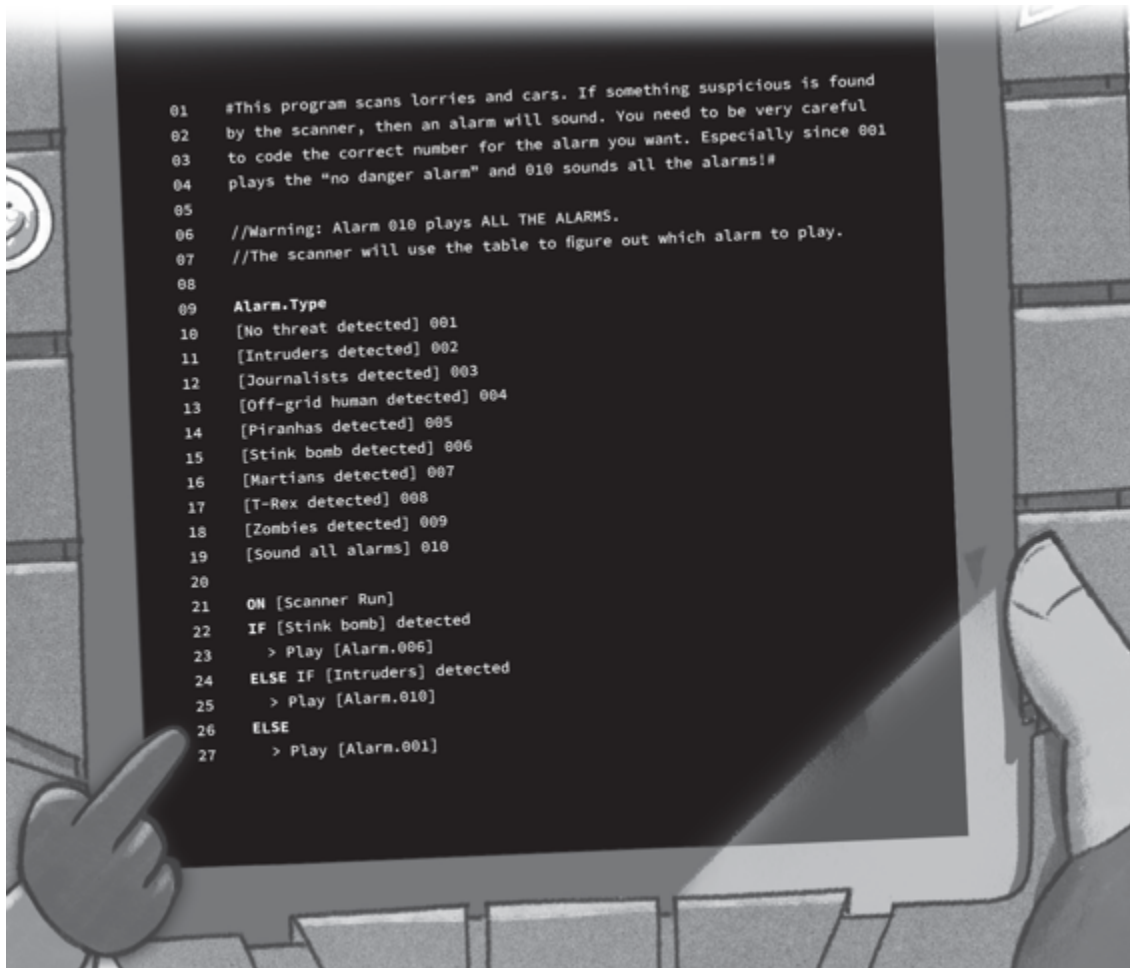 01 #This program scans lorries and cars. If something suspicious is found
02 by the scanner, then an alarm will sound. You need to be very careful
03 to code the correct number for the alarm you want. Especially since 001
04 plays the “no danger alarm” and 010 sounds all the alarms!#
05
06 //Warning: Alarm 010 plays ALL THE ALARMS.
07 //The scanner will use the table to figure out which alarm to play.
08
09 Alarm.Type
10 [No threat detected] 001
11 [Intruders detected] 002
12 [Journalists detected] 003
13 [Off-grid human detected] 004
14 [Piranhas detected] 005
15 [Stink bomb detected] 006
16 [Martians detected] 007
17 [T-Rex detected] 008
18 [Zombies detected] 009
19 [Sound all alarms] 010
20
21 ON [Scanner Run]
22 IF [Stink bomb] detected
23 > Play [Alarm.006]
24 ELSE IF [Intruders] detected
25 > Play [Alarm.010]
26 ELSE
27 > Play [Alarm.001]